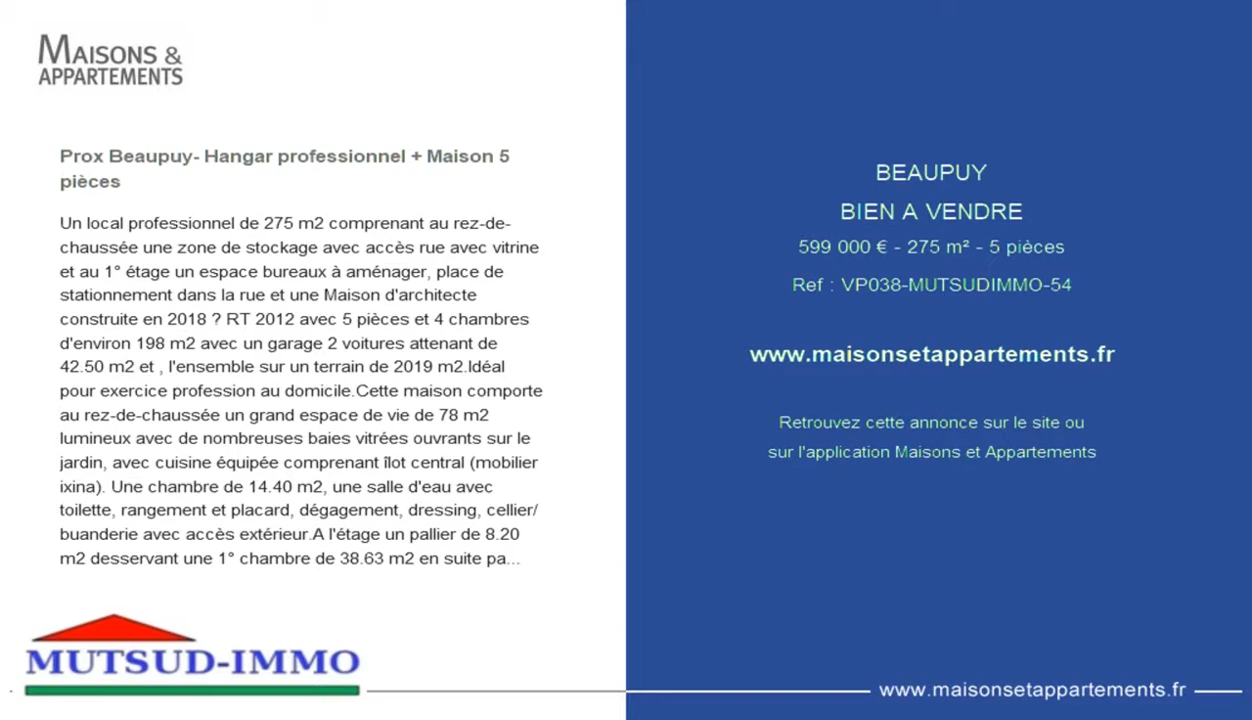 MAISONS &
APPARTEMENTS
Prox Beaupuy- Hangar professionnel + Maison 5
pièces
Un local professionnel de 275 m2 comprenant au rez-de-
chaussée une zone de stockage avec accès rue avec vitrine
et au 1° étage un espace bureaux à aménager, place de
stationnement dans la rue et une Maison d'architecte
construite en 2018 ? RT 2012 avec 5 pièces et 4 chambres
d'environ 198 m2 avec un garage 2 voitures attenant de
42.50 m2 et , l'ensemble sur un terrain de 2019 m2.Idéal
pour exercice profession au domicile.Cette maison comporte
au rez-de-chaussée un grand espace de vie de 78 m2
lumineux avec de nombreuses baies vitrées ouvrants sur le
jardin, avec cuisine équipée comprenant îlot central (mobilier
ixina). Une chambre de 14.40 m2, une salle d'eau avec
toilette, rangement et placard, dégagement, dressing, cellier/
buanderie avec accès extérieur.A l'étage un pallier de 8.20
m2 desservant une 1° chambre de 38.63 m2 en suite pa...
MUTSUD-IMMO
BEAUPUY
BIEN A VENDRE
599 000 € - 275 m² - 5 pièces
Ref : VP038-MUTSUDIMMO-54
www.maisonsetappartements.fr
Retrouvez cette annonce sur le site ou
sur l'application Maisons et Appartements
www.maisonsetappartements.fr